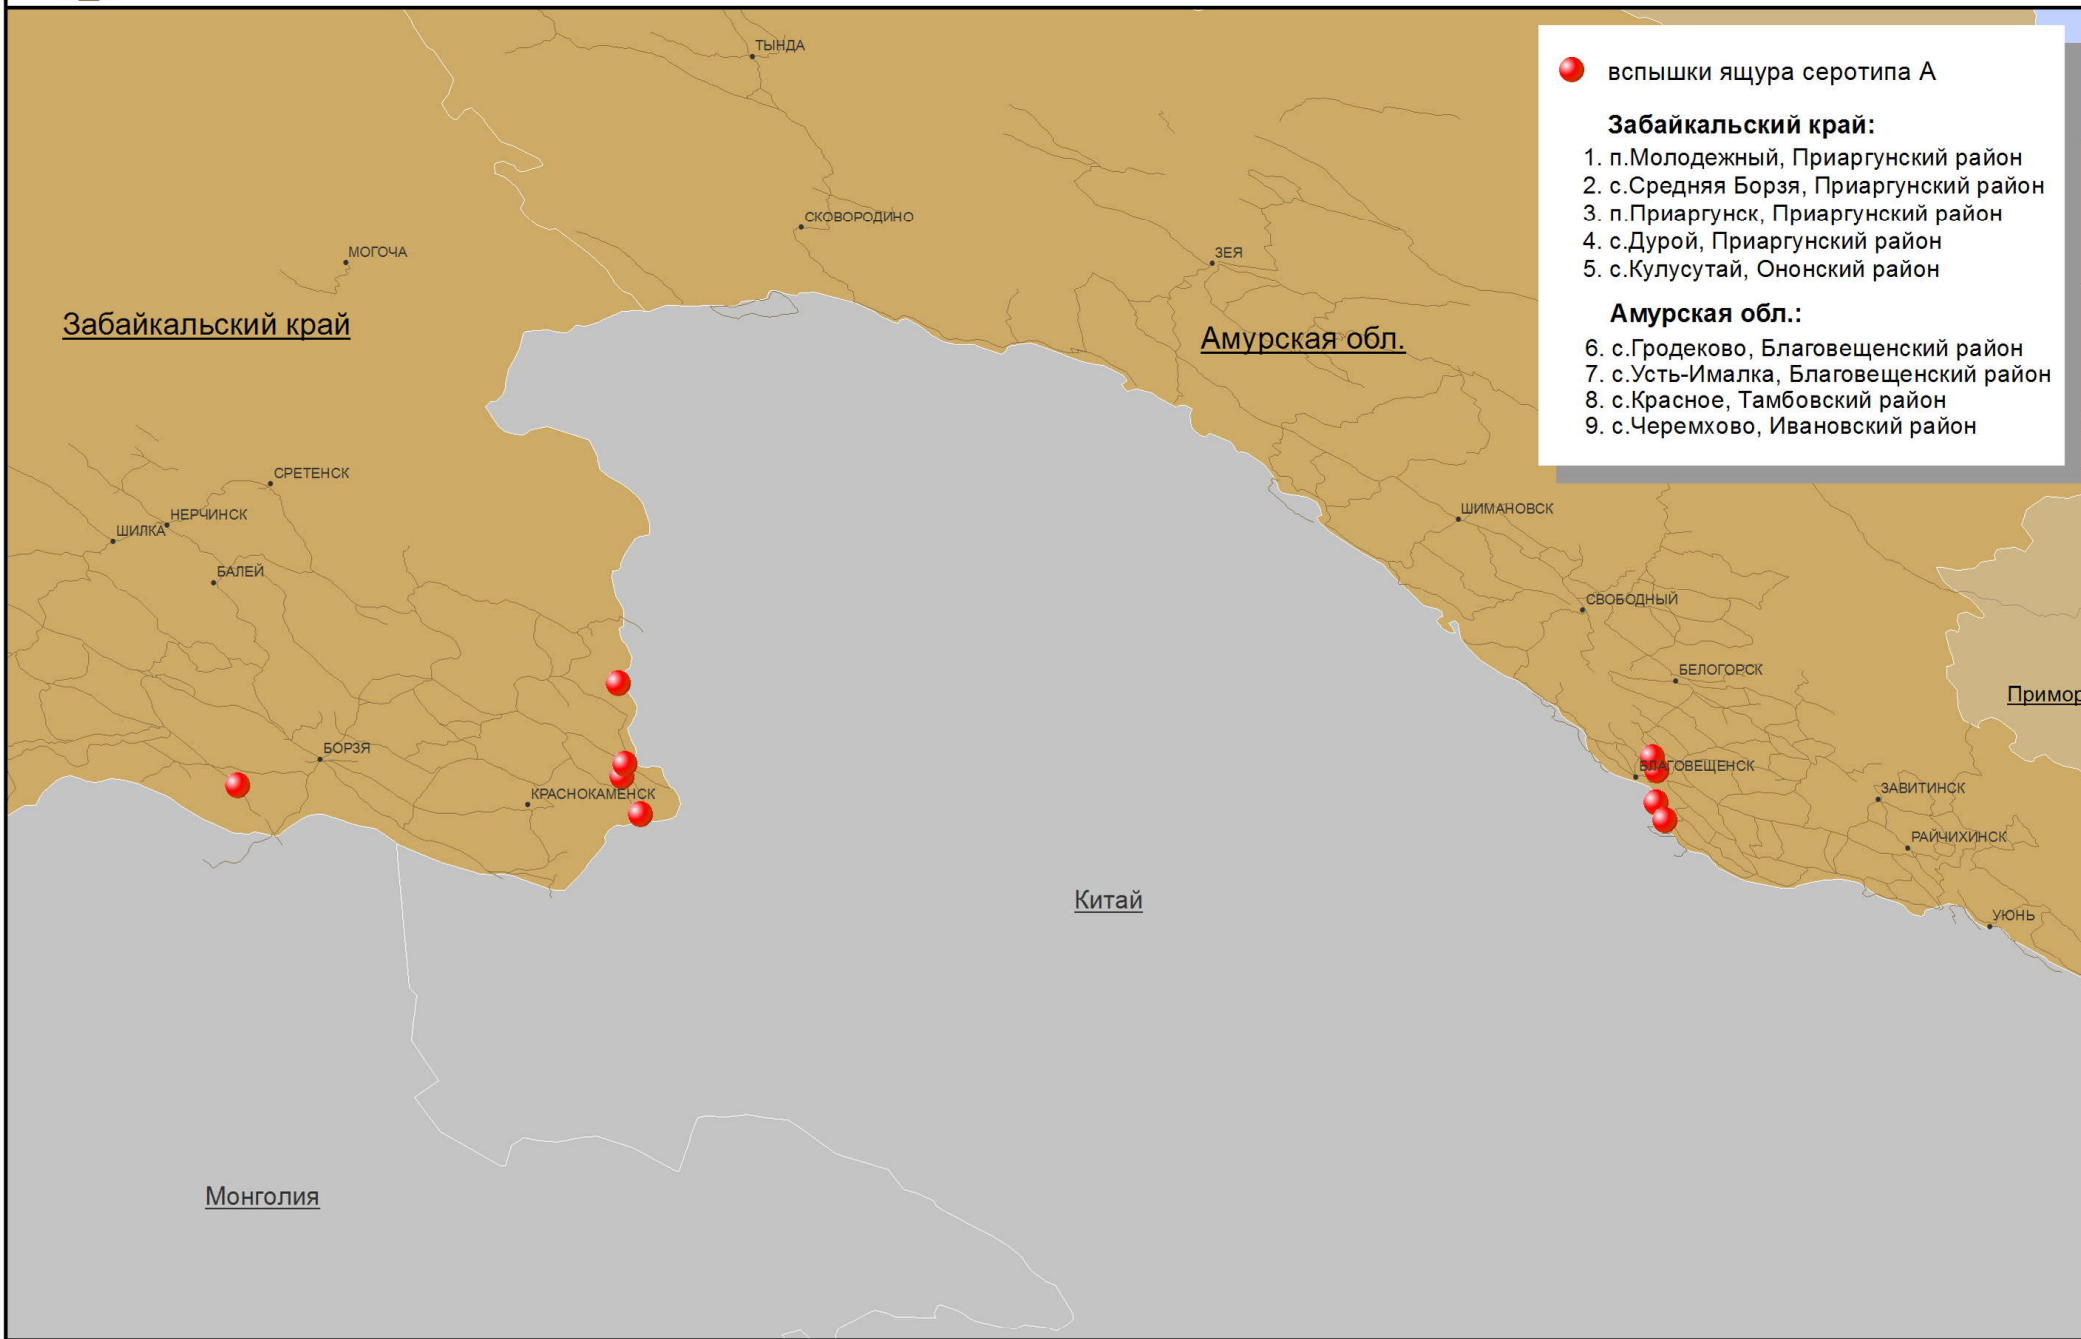 ТЫНДА
вспышки ящура серотипа А
Забайкальский край:
1. п.Молодежный, Приаргунский район
2. с.Средняя Борзя, Приаргунский район
3. п.Приаргунск, Приаргунский район
4. с.Дурой, Приаргунский район
5. с.Кулусутай, Ононский район
Амурская обл.:
6. с.Гродеково, Благовещенский район
7. с.Усть-Ималка, Благовещенский район
8. с.Красное, Тамбовский район
9. с.Черемхово, Ивановский район
СКОВОРОДИНО
МОГОЧА
ЗЕЯ
Забайкальский край
Амурская обл.
СРЕТЕНСК
НЕРЧИНСК
ШИЛКА
БАЛЕЙ
ШИМАНОВСК
СВОБОДНЫЙ
БЕЛОГОРСК
Примор
БОРЗЯ
КРАСНОКАМЕНСК
БЛАГОВЕЩЕНСК
ЗАВИТИНСК
РАЙЧИХИНСК
Китай
УЮНЬ
Монголия